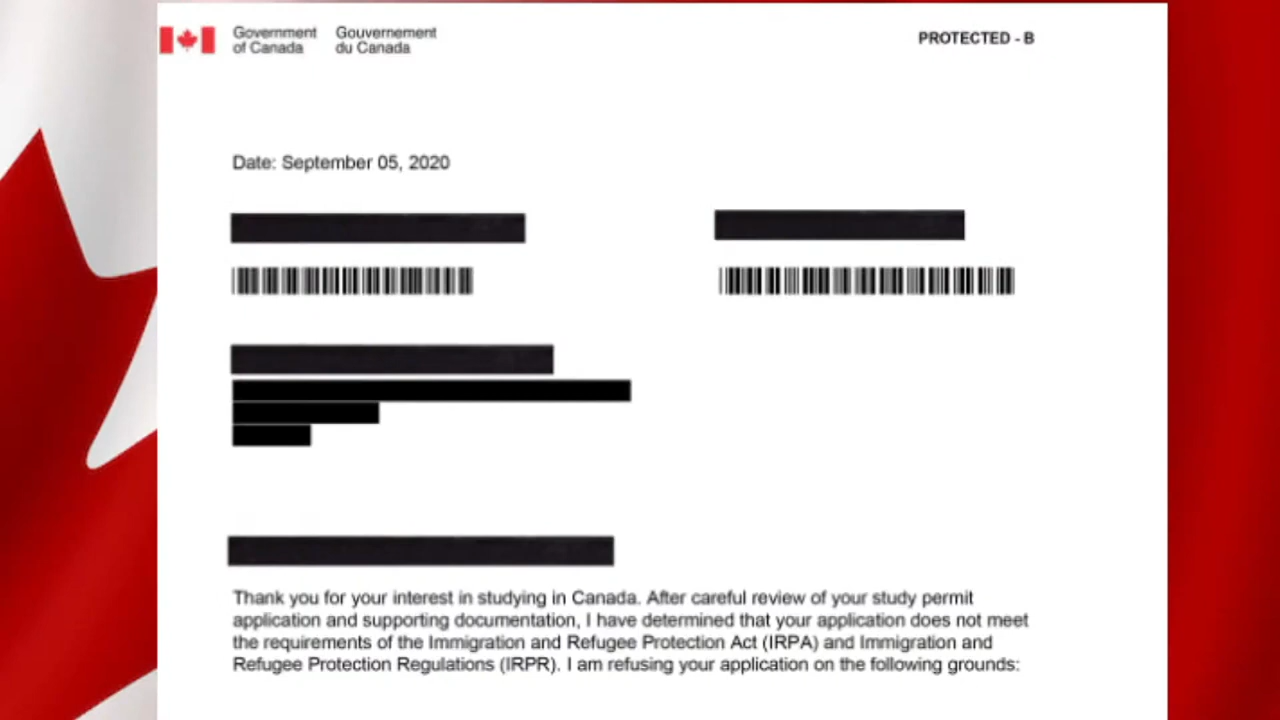 Government Gouvernement
of Canada du Canada
PROTECTED - B
Date: September 05, 2020
Thank you for your interest in studying in Canada. After careful review of your study permit
application and supporting documentation, I have determined that your application does not meet
the requirements of the Immigration and Refugee Protection Act (IRPA) and Immigration and
Refugee Protection Regulations (IRPR). I am refusing your application on the following grounds: